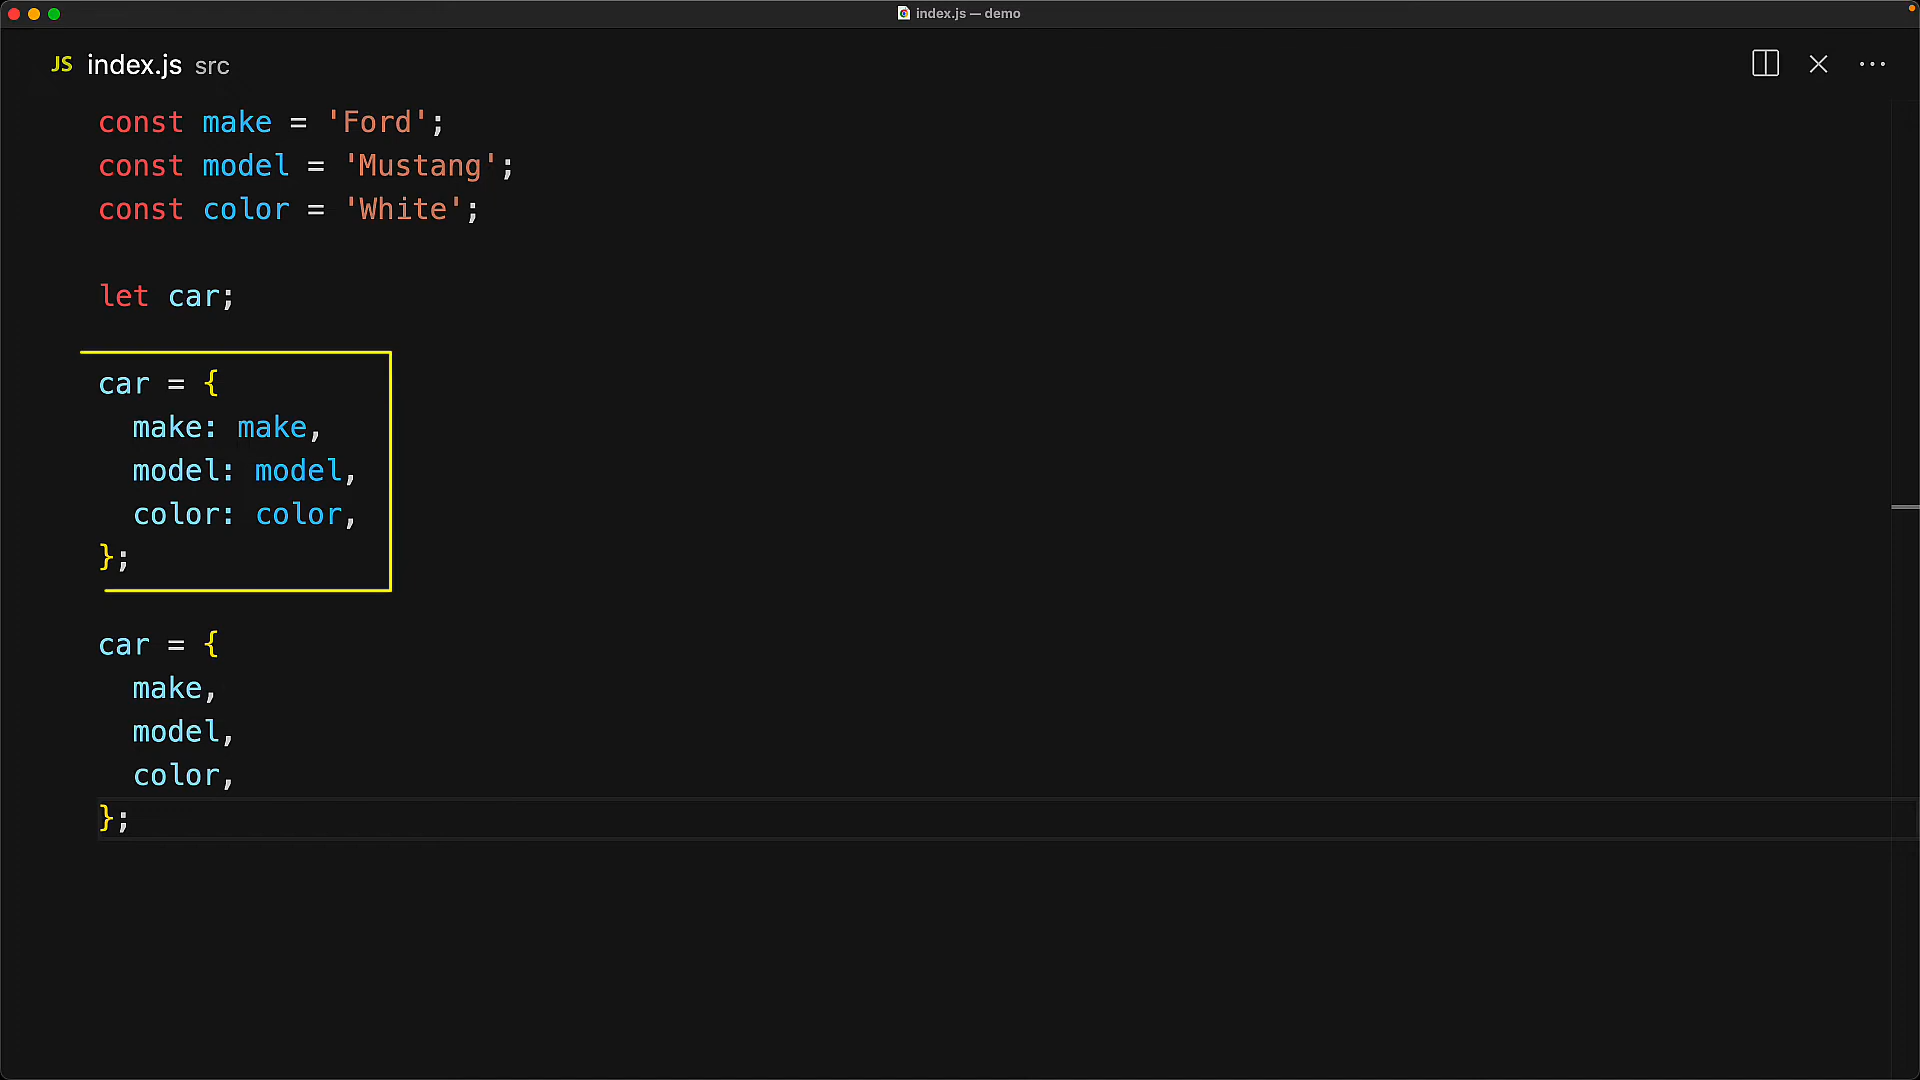 index.js — demo
JS index.js src
const make = 'Ford';
const model = 'Mustang';
const color = 'White';
let car;
car = {
  make: make,
  model: model,
  color: color,
};
car = {
  make,
  model,
  color,
};